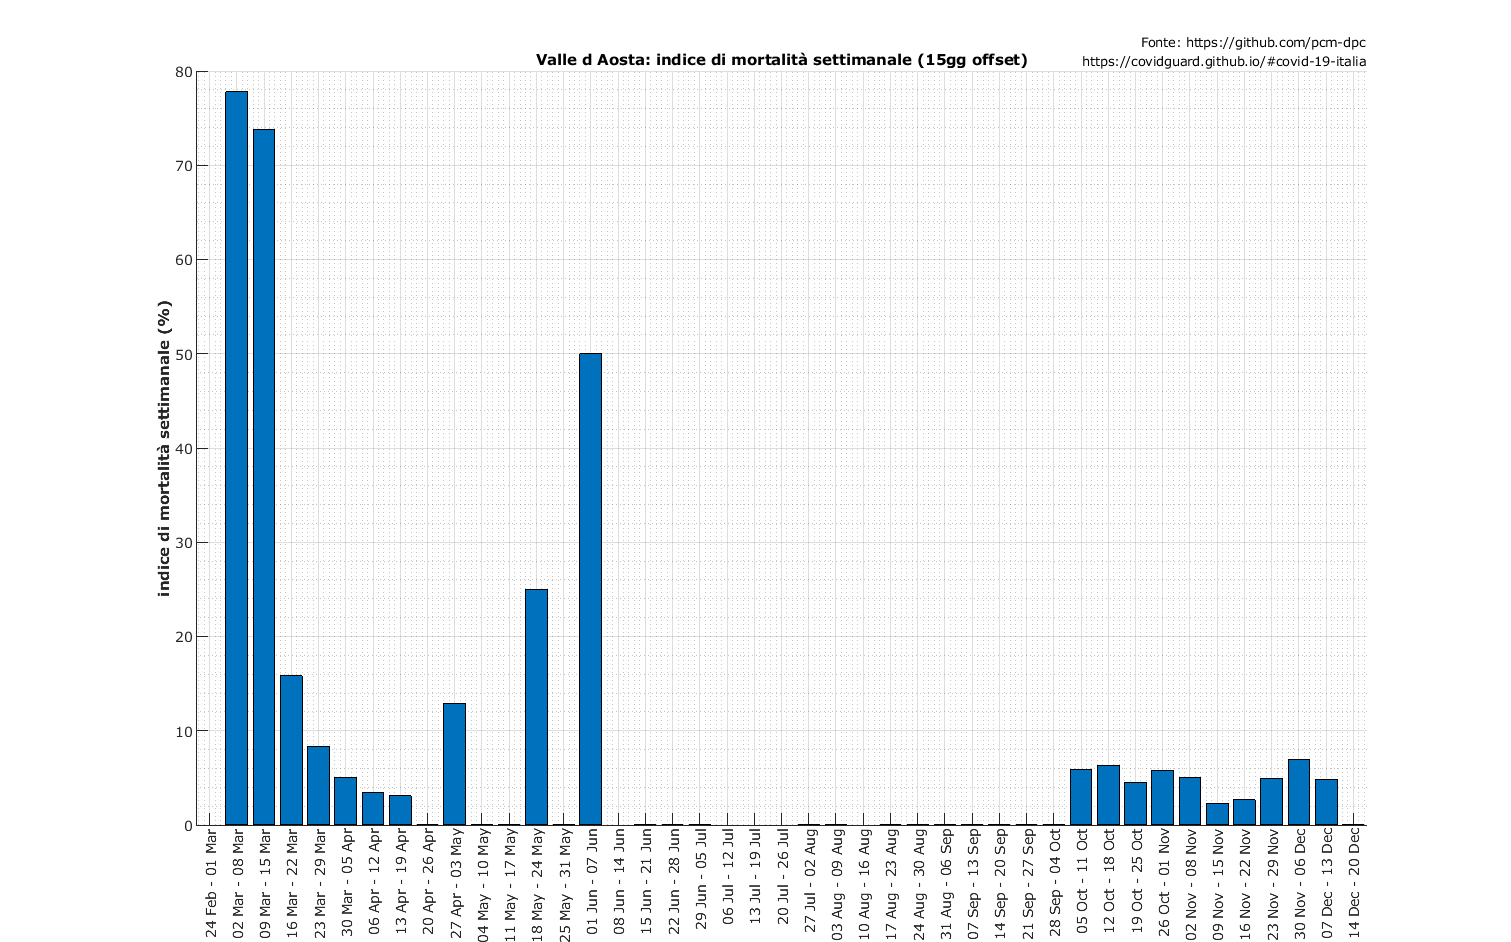 Fonte: https://github.com/pcm-dpc
Valle d Aosta: indice di mortalità settimanale (15gg offset)
https://covidguard.github.io/#covid-19-italia
indice di mortalità settimanale (%)
80
70
60
50
40
30
20
10
0
24 Feb - 01 Mar
02 Mar - 08 Mar
09 Mar - 15 Mar
16 Mar - 22 Mar
23 Mar - 29 Mar
30 Mar - 05 Apr
06 Apr - 12 Apr
13 Apr - 19 Apr
20 Apr - 26 Apr
27 Apr - 03 May
04 May - 10 May
11 May - 17 May
18 May - 24 May
25 May - 31 May
01 Jun - 07 Jun
08 Jun - 14 Jun
15 Jun - 21 Jun
22 Jun - 28 Jun
29 Jun - 05 Jul
06 Jul - 12 Jul
13 Jul - 19 Jul
20 Jul - 26 Jul
27 Jul - 02 Aug
03 Aug - 09 Aug
10 Aug - 16 Aug
17 Aug - 23 Aug
24 Aug - 30 Aug
31 Aug - 06 Sep
07 Sep - 13 Sep
14 Sep - 20 Sep
21 Sep - 27 Sep
28 Sep - 04 Oct
05 Oct - 11 Oct
12 Oct - 18 Oct
19 Oct - 25 Oct
26 Oct - 01 Nov
02 Nov - 08 Nov
09 Nov - 15 Nov
16 Nov - 22 Nov
23 Nov - 29 Nov
30 Nov - 06 Dec
07 Dec - 13 Dec
14 Dec - 20 Dec